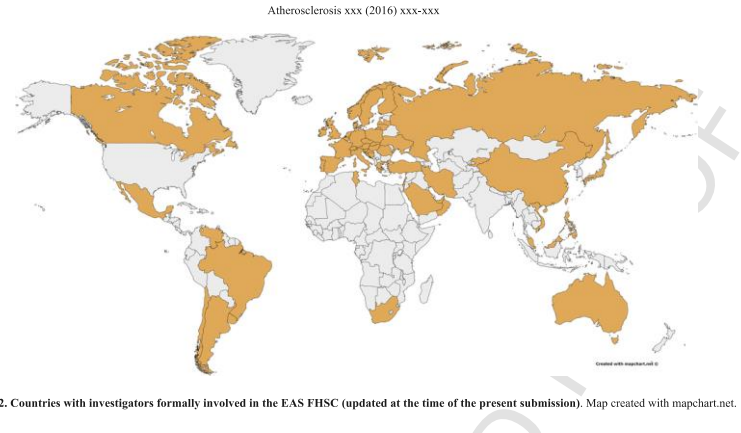 Atherosclerosis xxx (2016) xxx-xxx
Created with mapchart.net ©
2. Countries with investigators formally involved in the EAS FHSC (updated at the time of the present submission). Map created with mapchart.net.